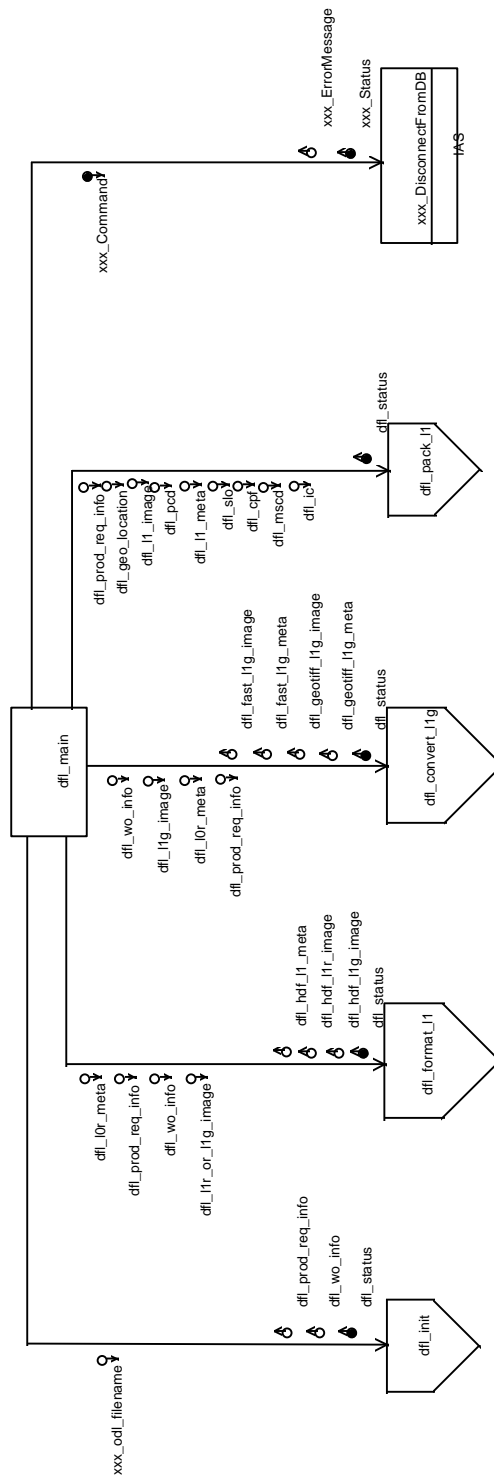 dfl_main
xxx_odl_filename
dfl_prod_req_info
dfl_wo_info
dfl_status
dfl_init
dfl_l0r_meta
dfl_prod_req_info
dfl_wo_info
dfl_l1r_or_l1g_image
dfl_hdf_l1_meta
dfl_hdf_l1r_image
dfl_hdf_l1g_image
dfl_status
dfl_format_l1
dfl_wo_info
dfl_l1g_image
dfl_l0r_meta
dfl_prod_req_info
dfl_fast_l1g_image
dfl_fast_l1g_meta
dfl_geotiff_l1g_image
dfl_geotiff_l1g_meta
dfl_status
dfl_convert_l1g
dfl_prod_req_info
dfl_geo_location
dfl_l1_image
dfl_pcd
dfl_l1_meta
dfl_slo
dfl_cpf
dfl_mscd
dfl_ic
dfl_status
dfl_pack_l1
xxx_Command
xxx_ErrorMessage
xxx_Status
xxx_DisconnectFromDB
IAS